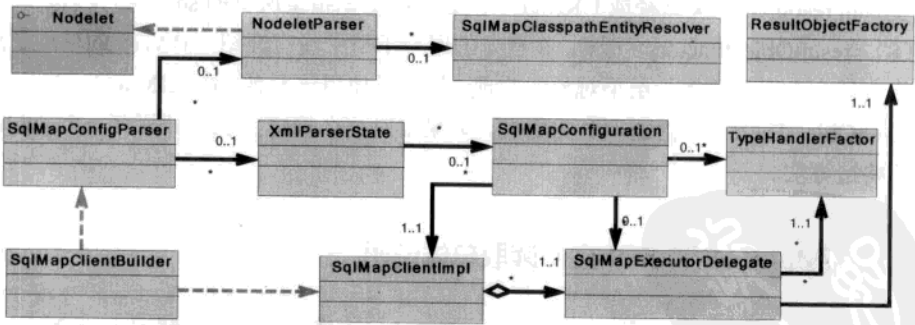 Nodelet
NodeletParser
SqlMapClasspathEntityResolver
ResultObjectFactory
*
0..1
0..1
*
1..1
SqlMapConfigParser
XmlParserState
SqlMapConfiguration
TypeHandlerFactor
0..1
*
*
0..1
0..1*
*
1..1
0..1
1..1
SqlMapClientBuilder
SqlMapClientImpl
*
1..1
SqlMapExecutorDelegate
*